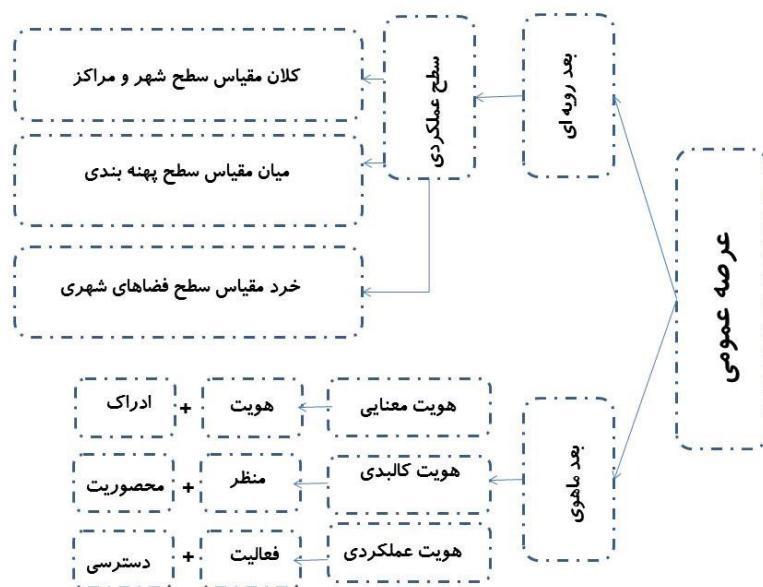 عرصه عمومی
بعد رویه ای
سطح عملکردی
کلان مقیاس سطح شهر و مراکز
میان مقیاس سطح پهنه بندی
خرد مقیاس سطح فضاهای شهری
بعد ماهوی
هویت معنایی
هویت + ادراک
هویت کالبدی
منظر + محصوریت
هویت عملکردی
فعالیت + دسترسی